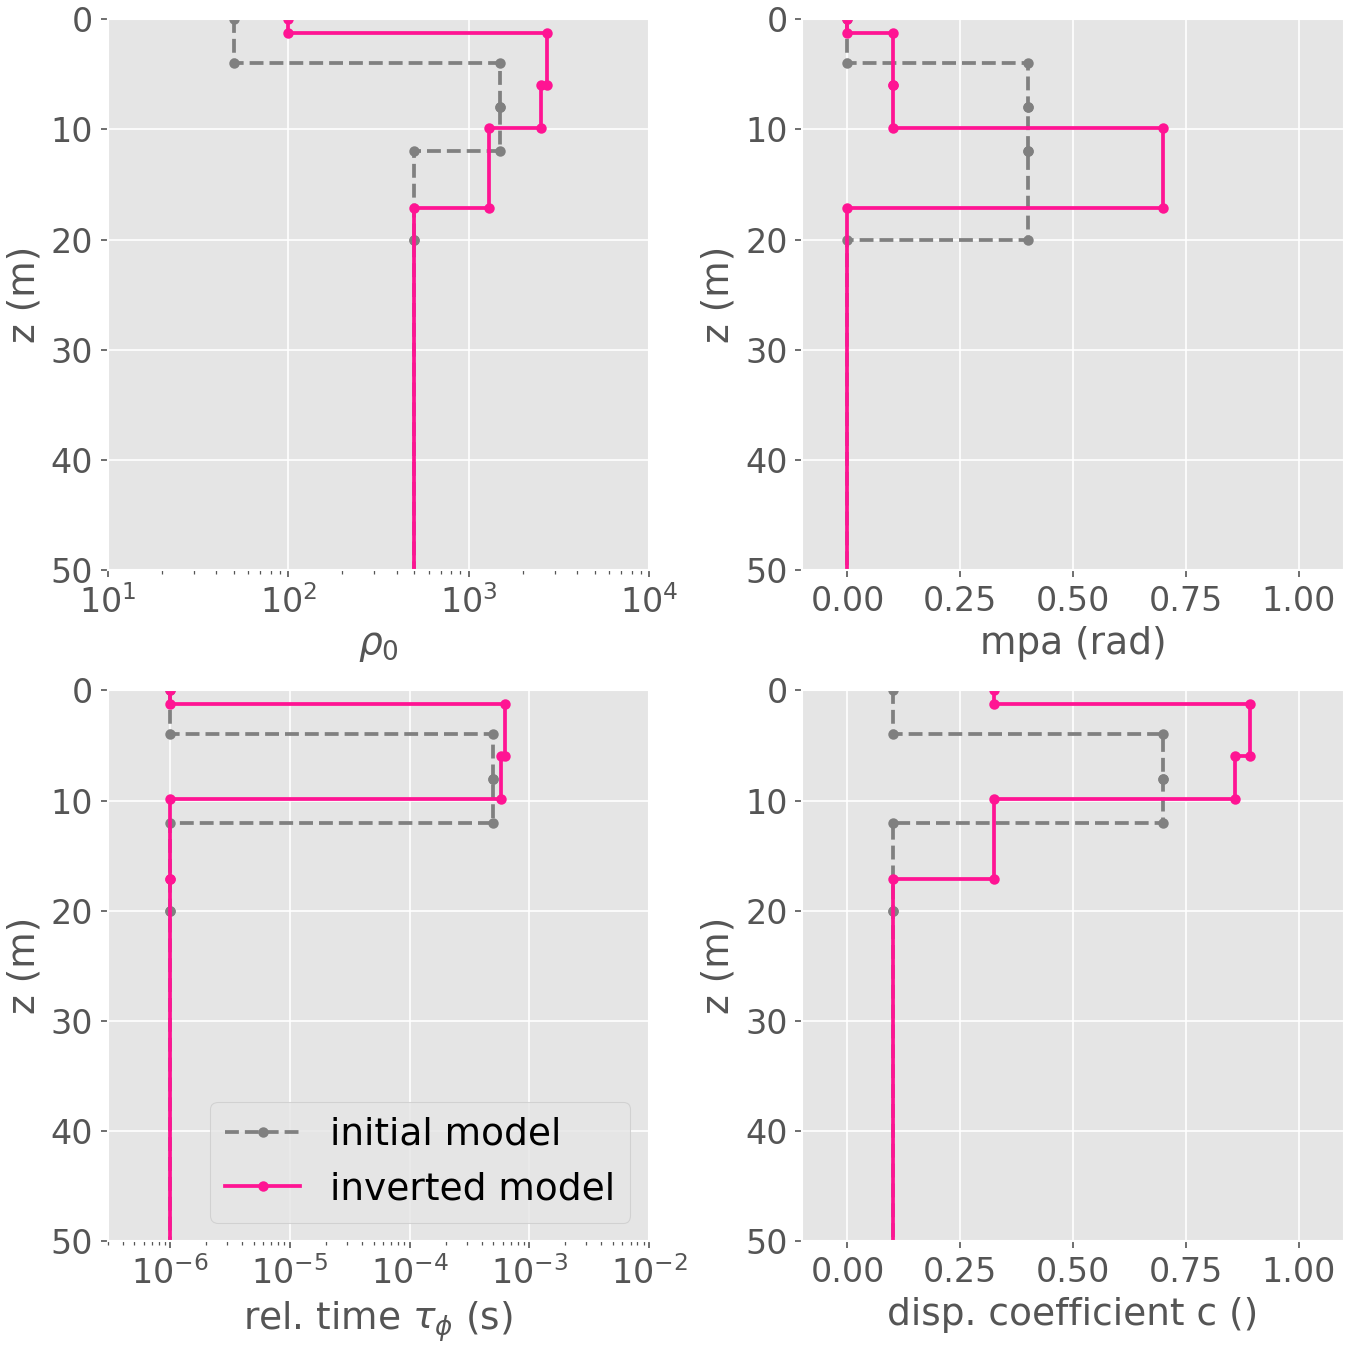 0
10
20
30
40
50
z (m)
10¹ 10² 10³ 10⁴
ρ₀
0
10
20
30
40
50
z (m)
0.00 0.25 0.50 0.75 1.00
mpa (rad)
0
10
20
30
40
50
z (m)
initial model
inverted model
10⁻⁶ 10⁻⁵ 10⁻⁴ 10⁻³ 10⁻²
rel. time τ_ϕ (s)
0
10
20
30
40
50
z (m)
0.00 0.25 0.50 0.75 1.00
disp. coefficient c ()